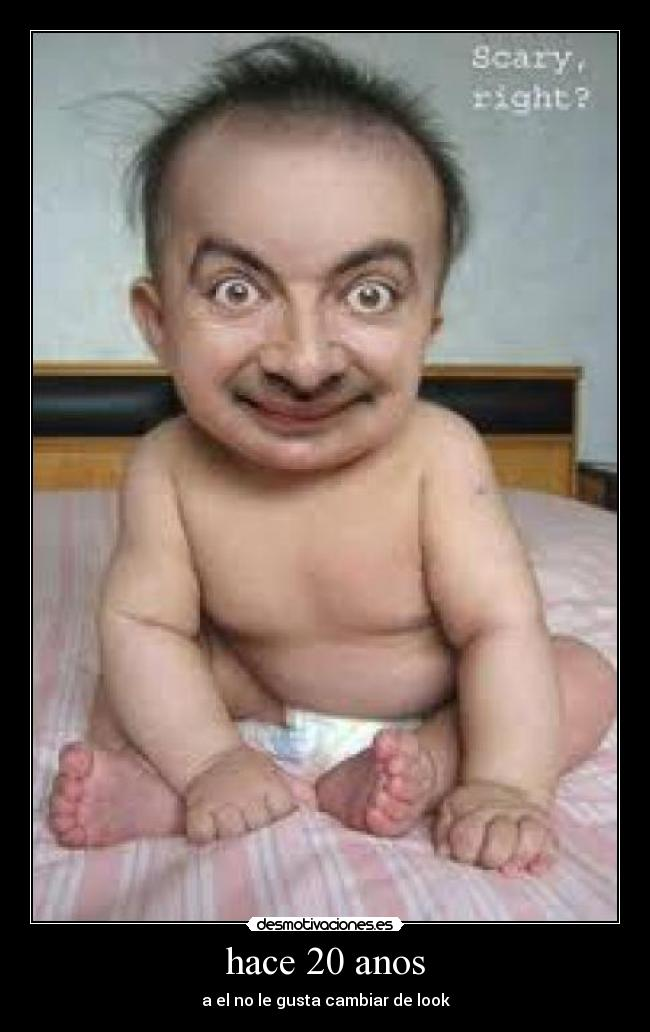 Scary,
right?
desmotivaciones.es
hace 20 anos
a el no le gusta cambiar de look